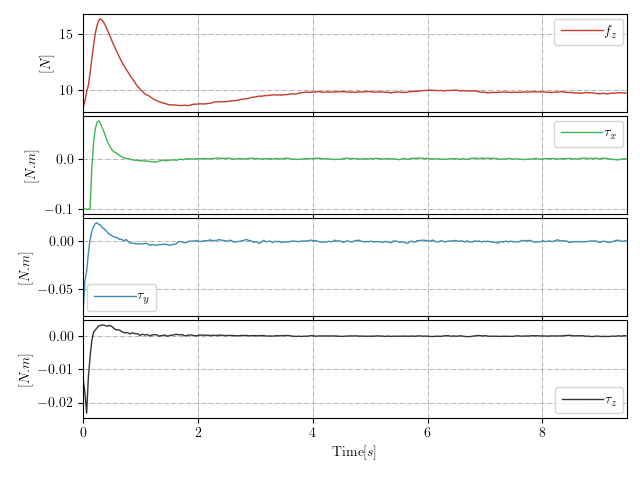 15
10
[N]
f_z
0.0
−0.1
[N.m]
τ_x
0.00
−0.05
[N.m]
τ_y
0.00
−0.01
−0.02
[N.m]
τ_z
0 2 4 6 8
Time[s]